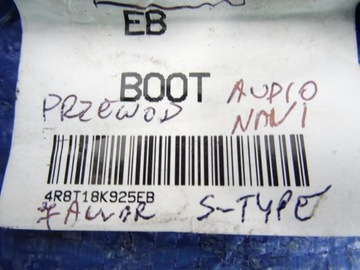 EB
BOOT AUDIO
PRZEWOD NAVI
4R8T18K925EB
JAGUAR S-TYPE